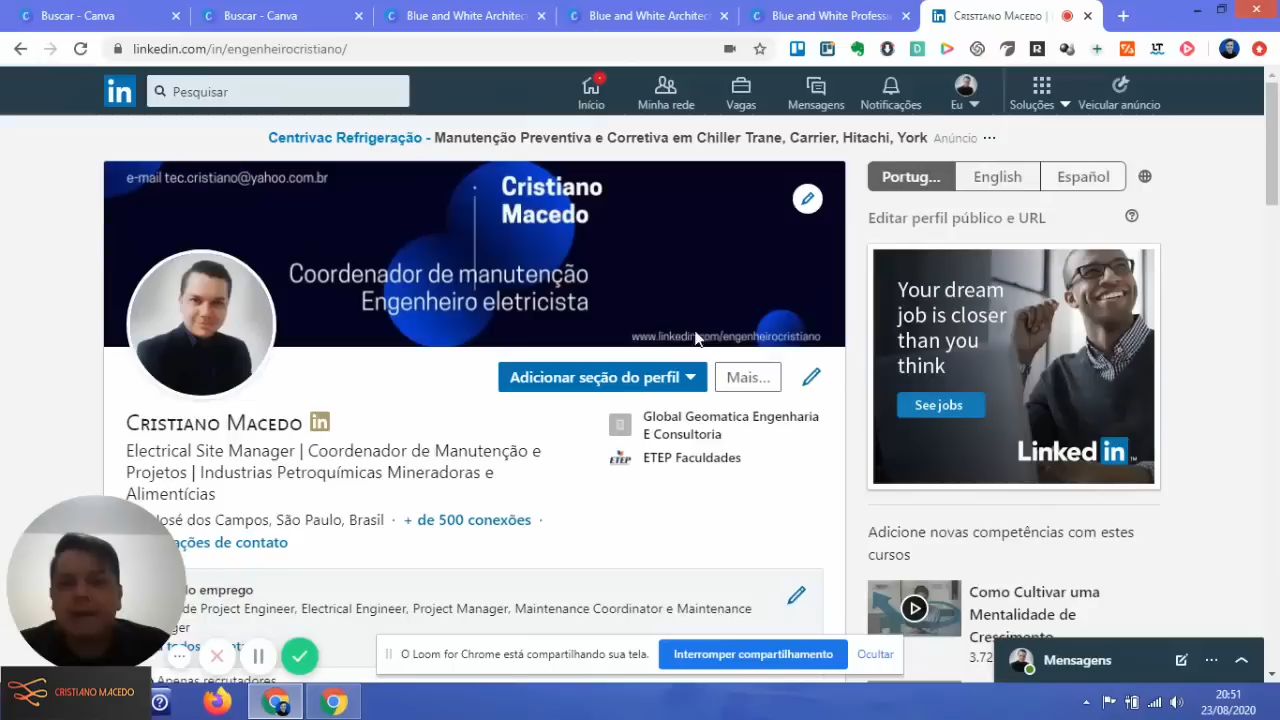 Buscar - Canva
Buscar - Canva
Blue and White Architec
Blue and White Architec
Blue and White Profess
CRISTIANO MACEDO |
linkedin.com/in/engenheirocristiano/
in
Pesquisar
Início
Minha rede
Vagas
Mensagens
Notificações
Eu
Soluções
Veicular anúncio
Centrivac Refrigeração - Manutenção Preventiva e Corretiva em Chiller Trane, Carrier, Hitachi, York Anúncio ...
e-mail tec.cristiano@yahoo.com.br
Cristiano
Macedo
Coordenador de manutenção
Engenheiro eletricista
www.linkedin.com/engenheirocristiano
Portug...
English
Español
Editar perfil público e URL
Your dream
job is closer
than you
think
See jobs
Linked in
Adicionar seção do perfil
Mais...
CRISTIANO MACEDO in
Electrical Site Manager | Coordenador de Manutenção e
Projetos | Industrias Petroquímicas Mineradoras e
Alimentícias
José dos Campos, São Paulo, Brasil · + de 500 conexões ·
ações de contato
Global Geomatica Engenharia
E Consultoria
ETEP Faculdades
Adicione novas competências com estes
cursos
Como Cultivar uma
Mentalidade de
Crescimento
3.72
lo emprego
de Project Engineer, Electrical Engineer, Project Manager, Maintenance Coordinator e Maintenance
ger
Apenas recrutadores
O Loom for Chrome está compartilhando sua tela.
Interromper compartilhamento
Ocultar
Mensagens
CRISTIANO MACEDO
20:51
23/08/2020